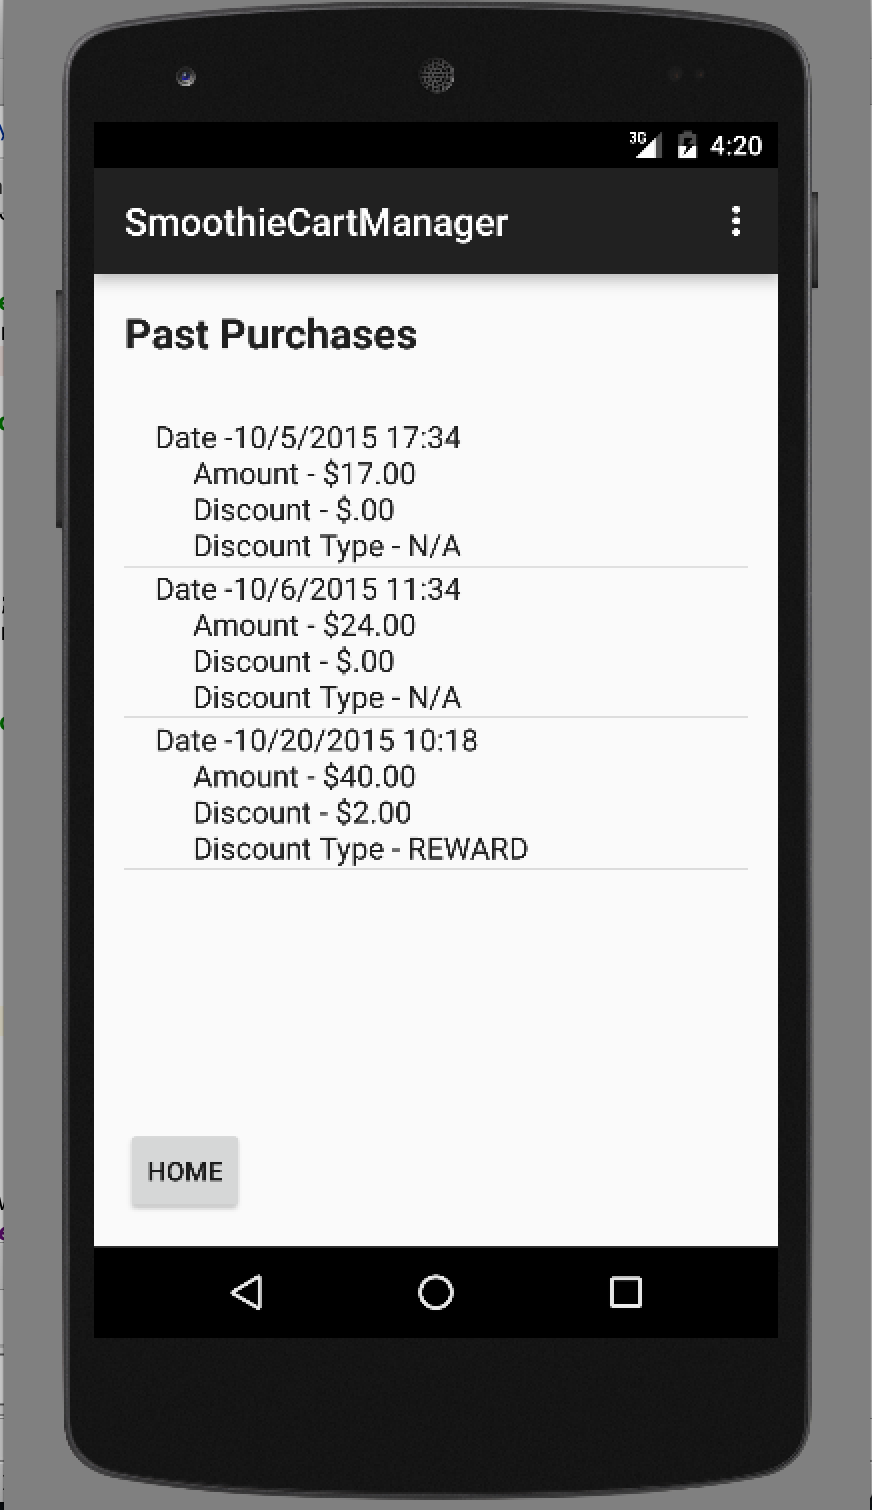 3G 4:20
SmoothieCartManager
Past Purchases
Date -10/5/2015 17:34
Amount - $17.00
Discount - $.00
Discount Type - N/A
Date -10/6/2015 11:34
Amount - $24.00
Discount - $.00
Discount Type - N/A
Date -10/20/2015 10:18
Amount - $40.00
Discount - $2.00
Discount Type - REWARD
HOME